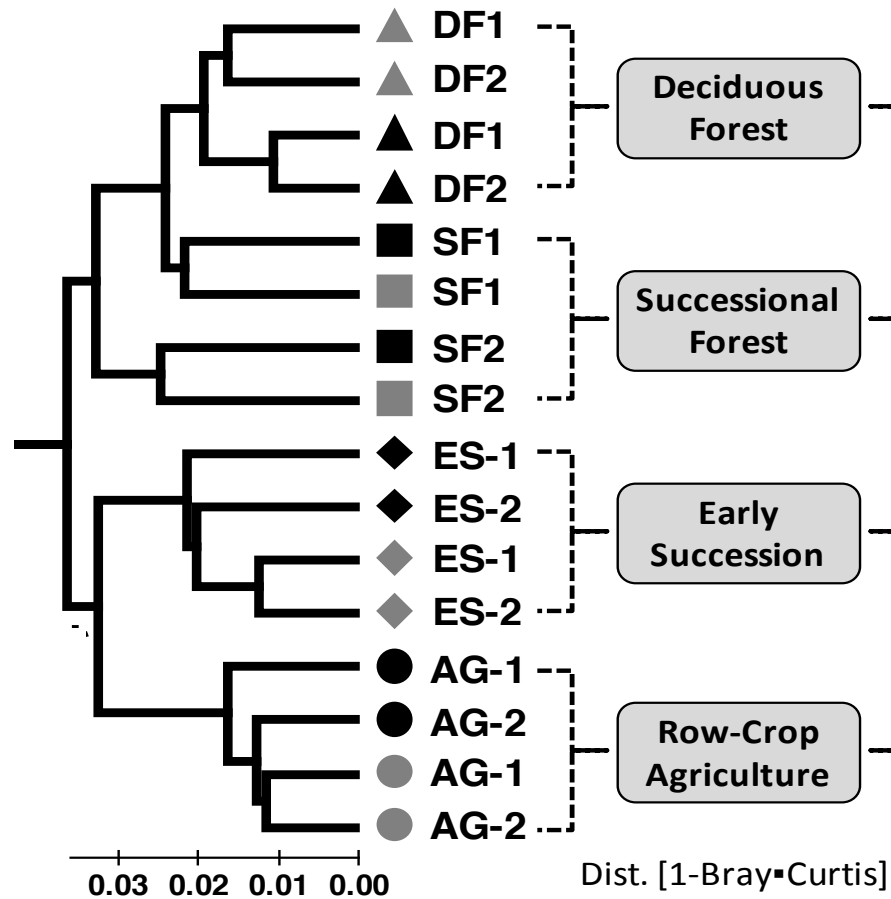 DF1
DF2
DF1
DF2
SF1
SF1
SF2
SF2
ES-1
ES-2
ES-1
ES-2
AG-1
AG-2
AG-1
AG-2
Deciduous
Forest
Successional
Forest
Early
Succession
Row-Crop
Agriculture
0.03 0.02 0.01 0.00
Dist. [1-Bray▪Curtis]